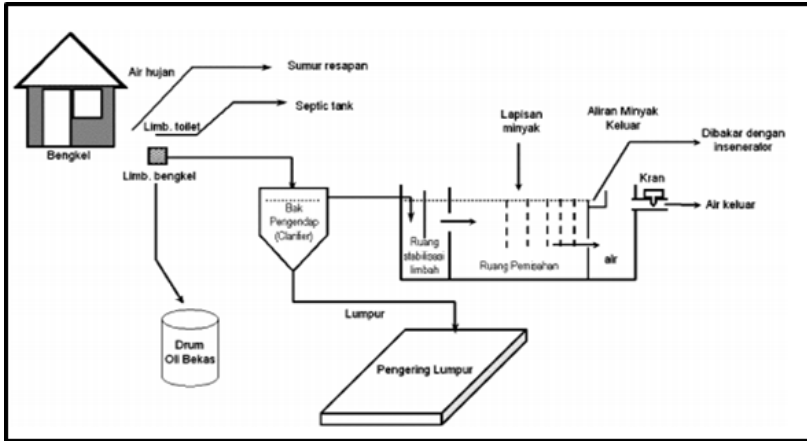 Air hujan
Sumur resapan
Limb. toilet
Septic tank
Bengkel
Limb. bengkel
Lapisan
minyak
Aliran Minyak
Keluar
Dibakar dengan
insenerator
Kran
Air keluar
Bak
Pengendap
(Clarifier)
Ruang
stabilisasi
limbah
Ruang Pemisahan
air
Lumpur
Drum
Oli Bekas
Pengering Lumpur